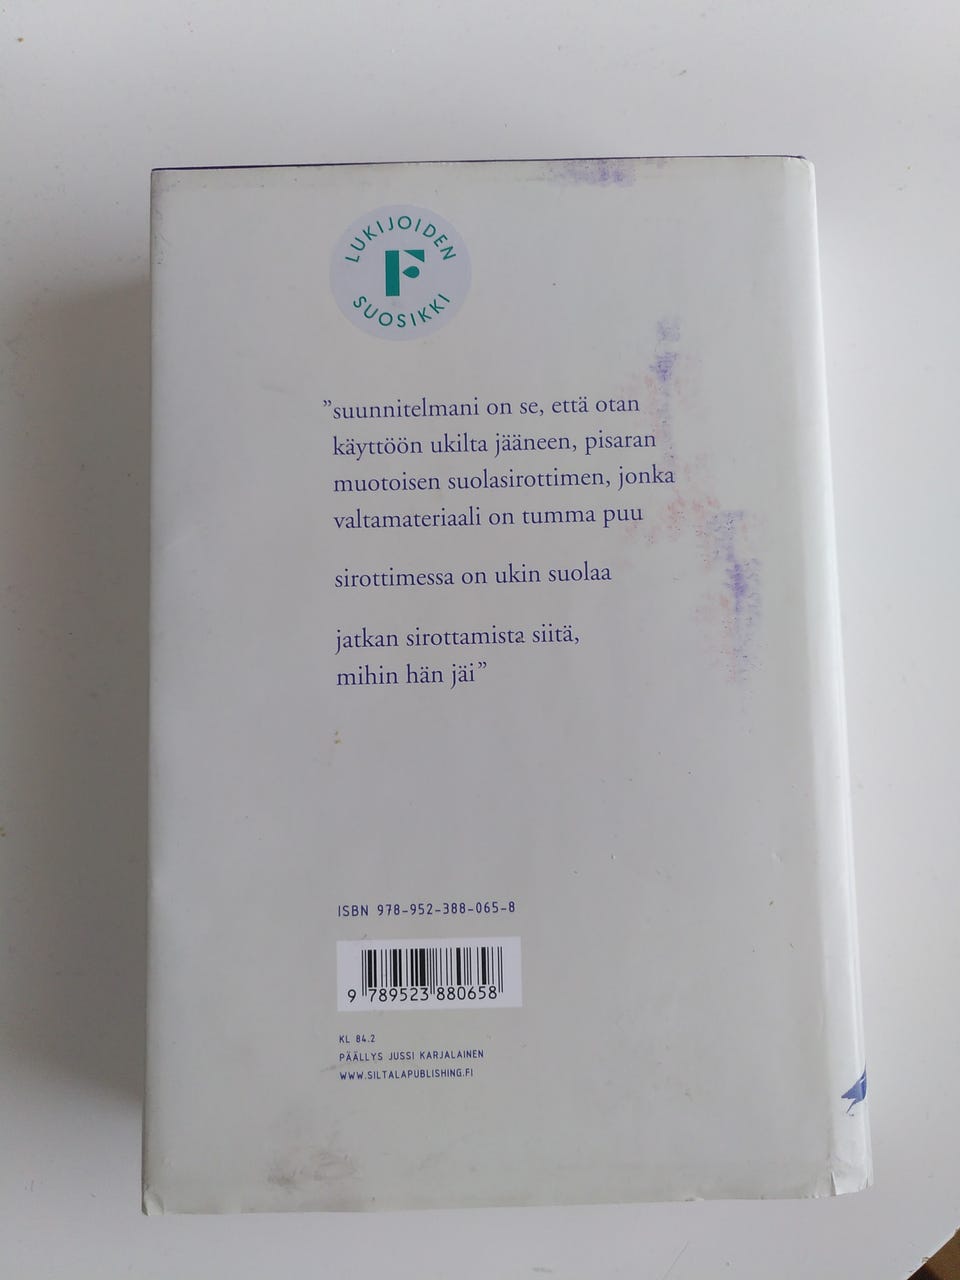 LUKIJOIDEN
F
SUOSIKKI
”suunnitelmani on se, että otan
käyttöön ukilta jääneen, pisaran
muotoisen suolasirottimen, jonka
valtamateriaali on tumma puu
sirottimessa on ukin suolaa
jatkan sirottamista siitä,
mihin hän jäi”
ISBN 978-952-388-065-8
9 789523 880658
KL 84.2
PÄÄLLYS JUSSI KARJALAINEN
WWW.SILTALAPUBLISHING.FI